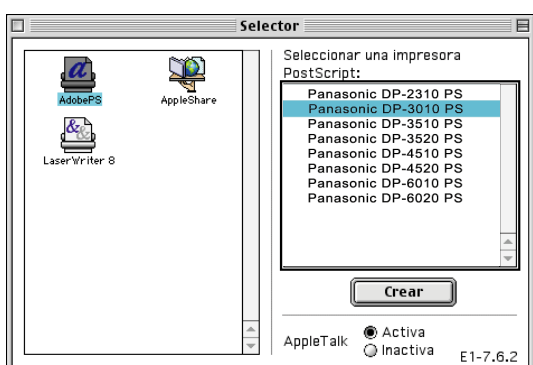 Selector
AdobePS
AppleShare
LaserWriter 8
Seleccionar una impresora
PostScript:
Panasonic DP-2310 PS
Panasonic DP-3010 PS
Panasonic DP-3510 PS
Panasonic DP-3520 PS
Panasonic DP-4510 PS
Panasonic DP-4520 PS
Panasonic DP-6010 PS
Panasonic DP-6020 PS
Crear
AppleTalk
Activa
Inactiva
E1-7.6.2